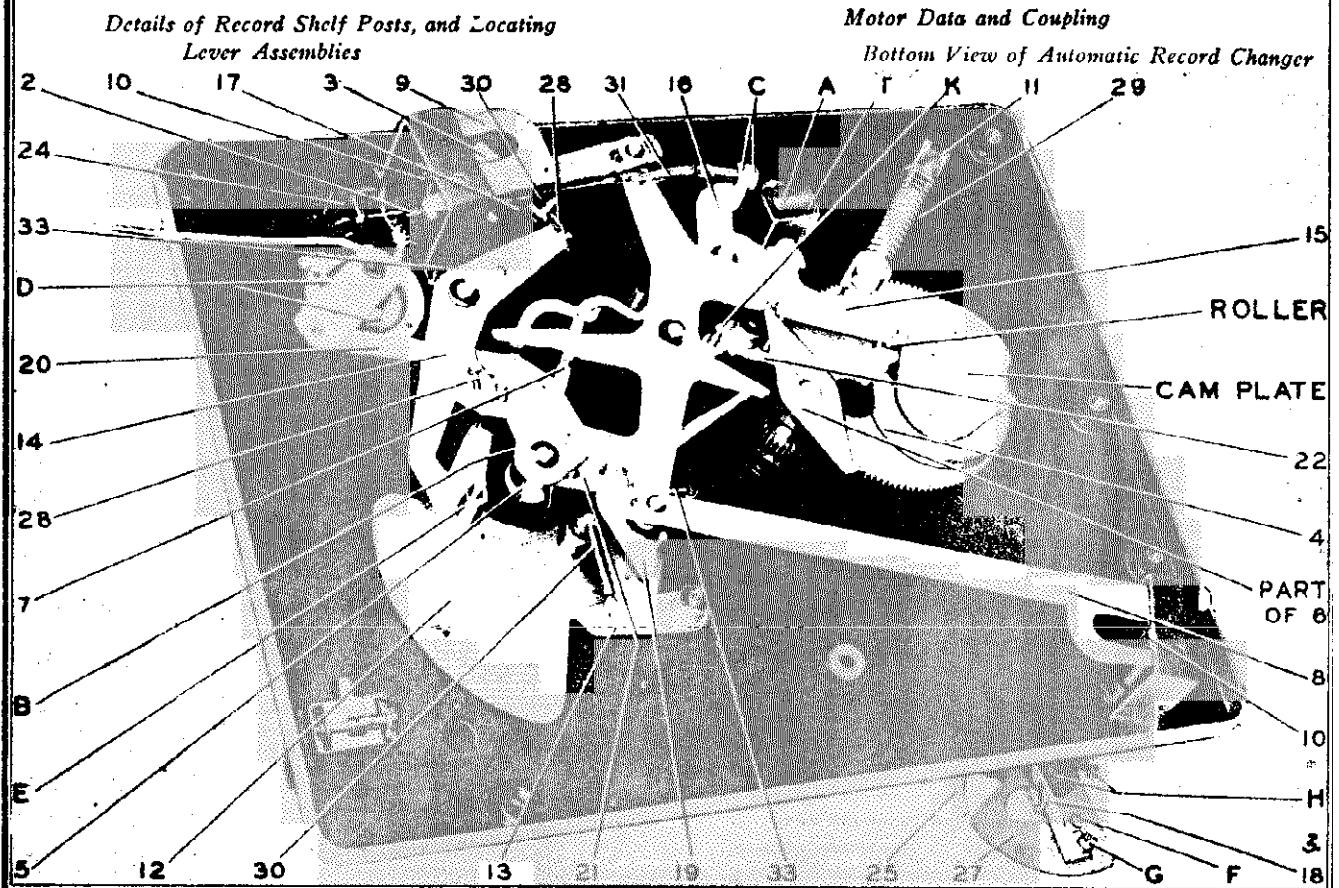 Details of Record Shelf Posts, and Locating
Lever Assemblies
Motor Data and Coupling
Bottom View of Automatic Record Changer
2 10 17 3 9 30 28 31 16 C A T K 11 29
24
33
D
20
14
28
7
B
E
5 12 30 13 21 19 33 25 27 G F 18
15
ROLLER
CAM PLATE
22
4
PART
OF 6
8
10
H
&